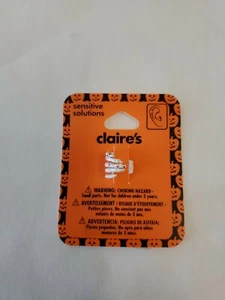 sensitive
solutions
claire's
WARNING: CHOKING HAZARD-
Small parts. Not for children under 3 years.
AVERTISSEMENT : RISQUE D'ÉTOUFFEMENT-
Petites pièces. Ne convient pas aux
enfants de moins de 3 ans.
ADVERTENCIA: PELIGRO DE ASFIXIA-
Piezas pequeñas. No apto para niños
menores de 3 años.